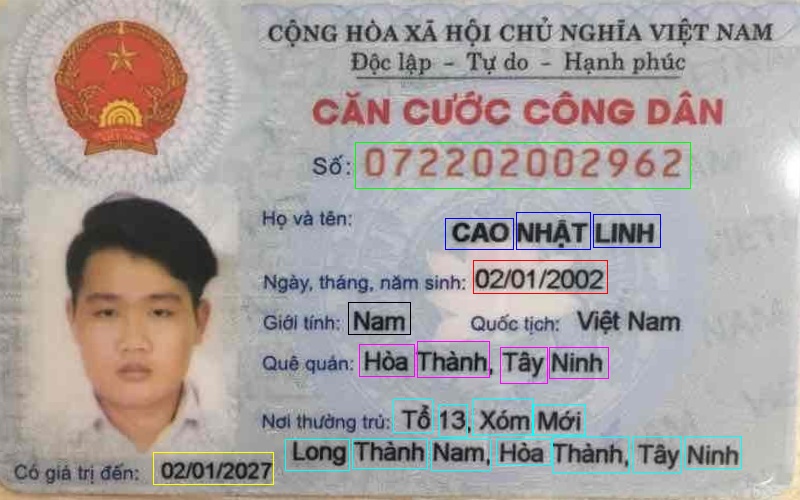 CỘNG HÒA XÃ HỘI CHỦ NGHĨA VIỆT NAM
Độc lập - Tự do - Hạnh phúc
CĂN CƯỚC CÔNG DÂN
Số: 072202002962
Họ và tên: CAO NHẬT LINH
Ngày, tháng, năm sinh: 02/01/2002
Giới tính: Nam Quốc tịch: Việt Nam
Quê quán: Hòa Thành, Tây Ninh
Nơi thường trú: Tổ 13, Xóm Mới
Long Thành Nam, Hòa Thành, Tây Ninh
Có giá trị đến: 02/01/2027